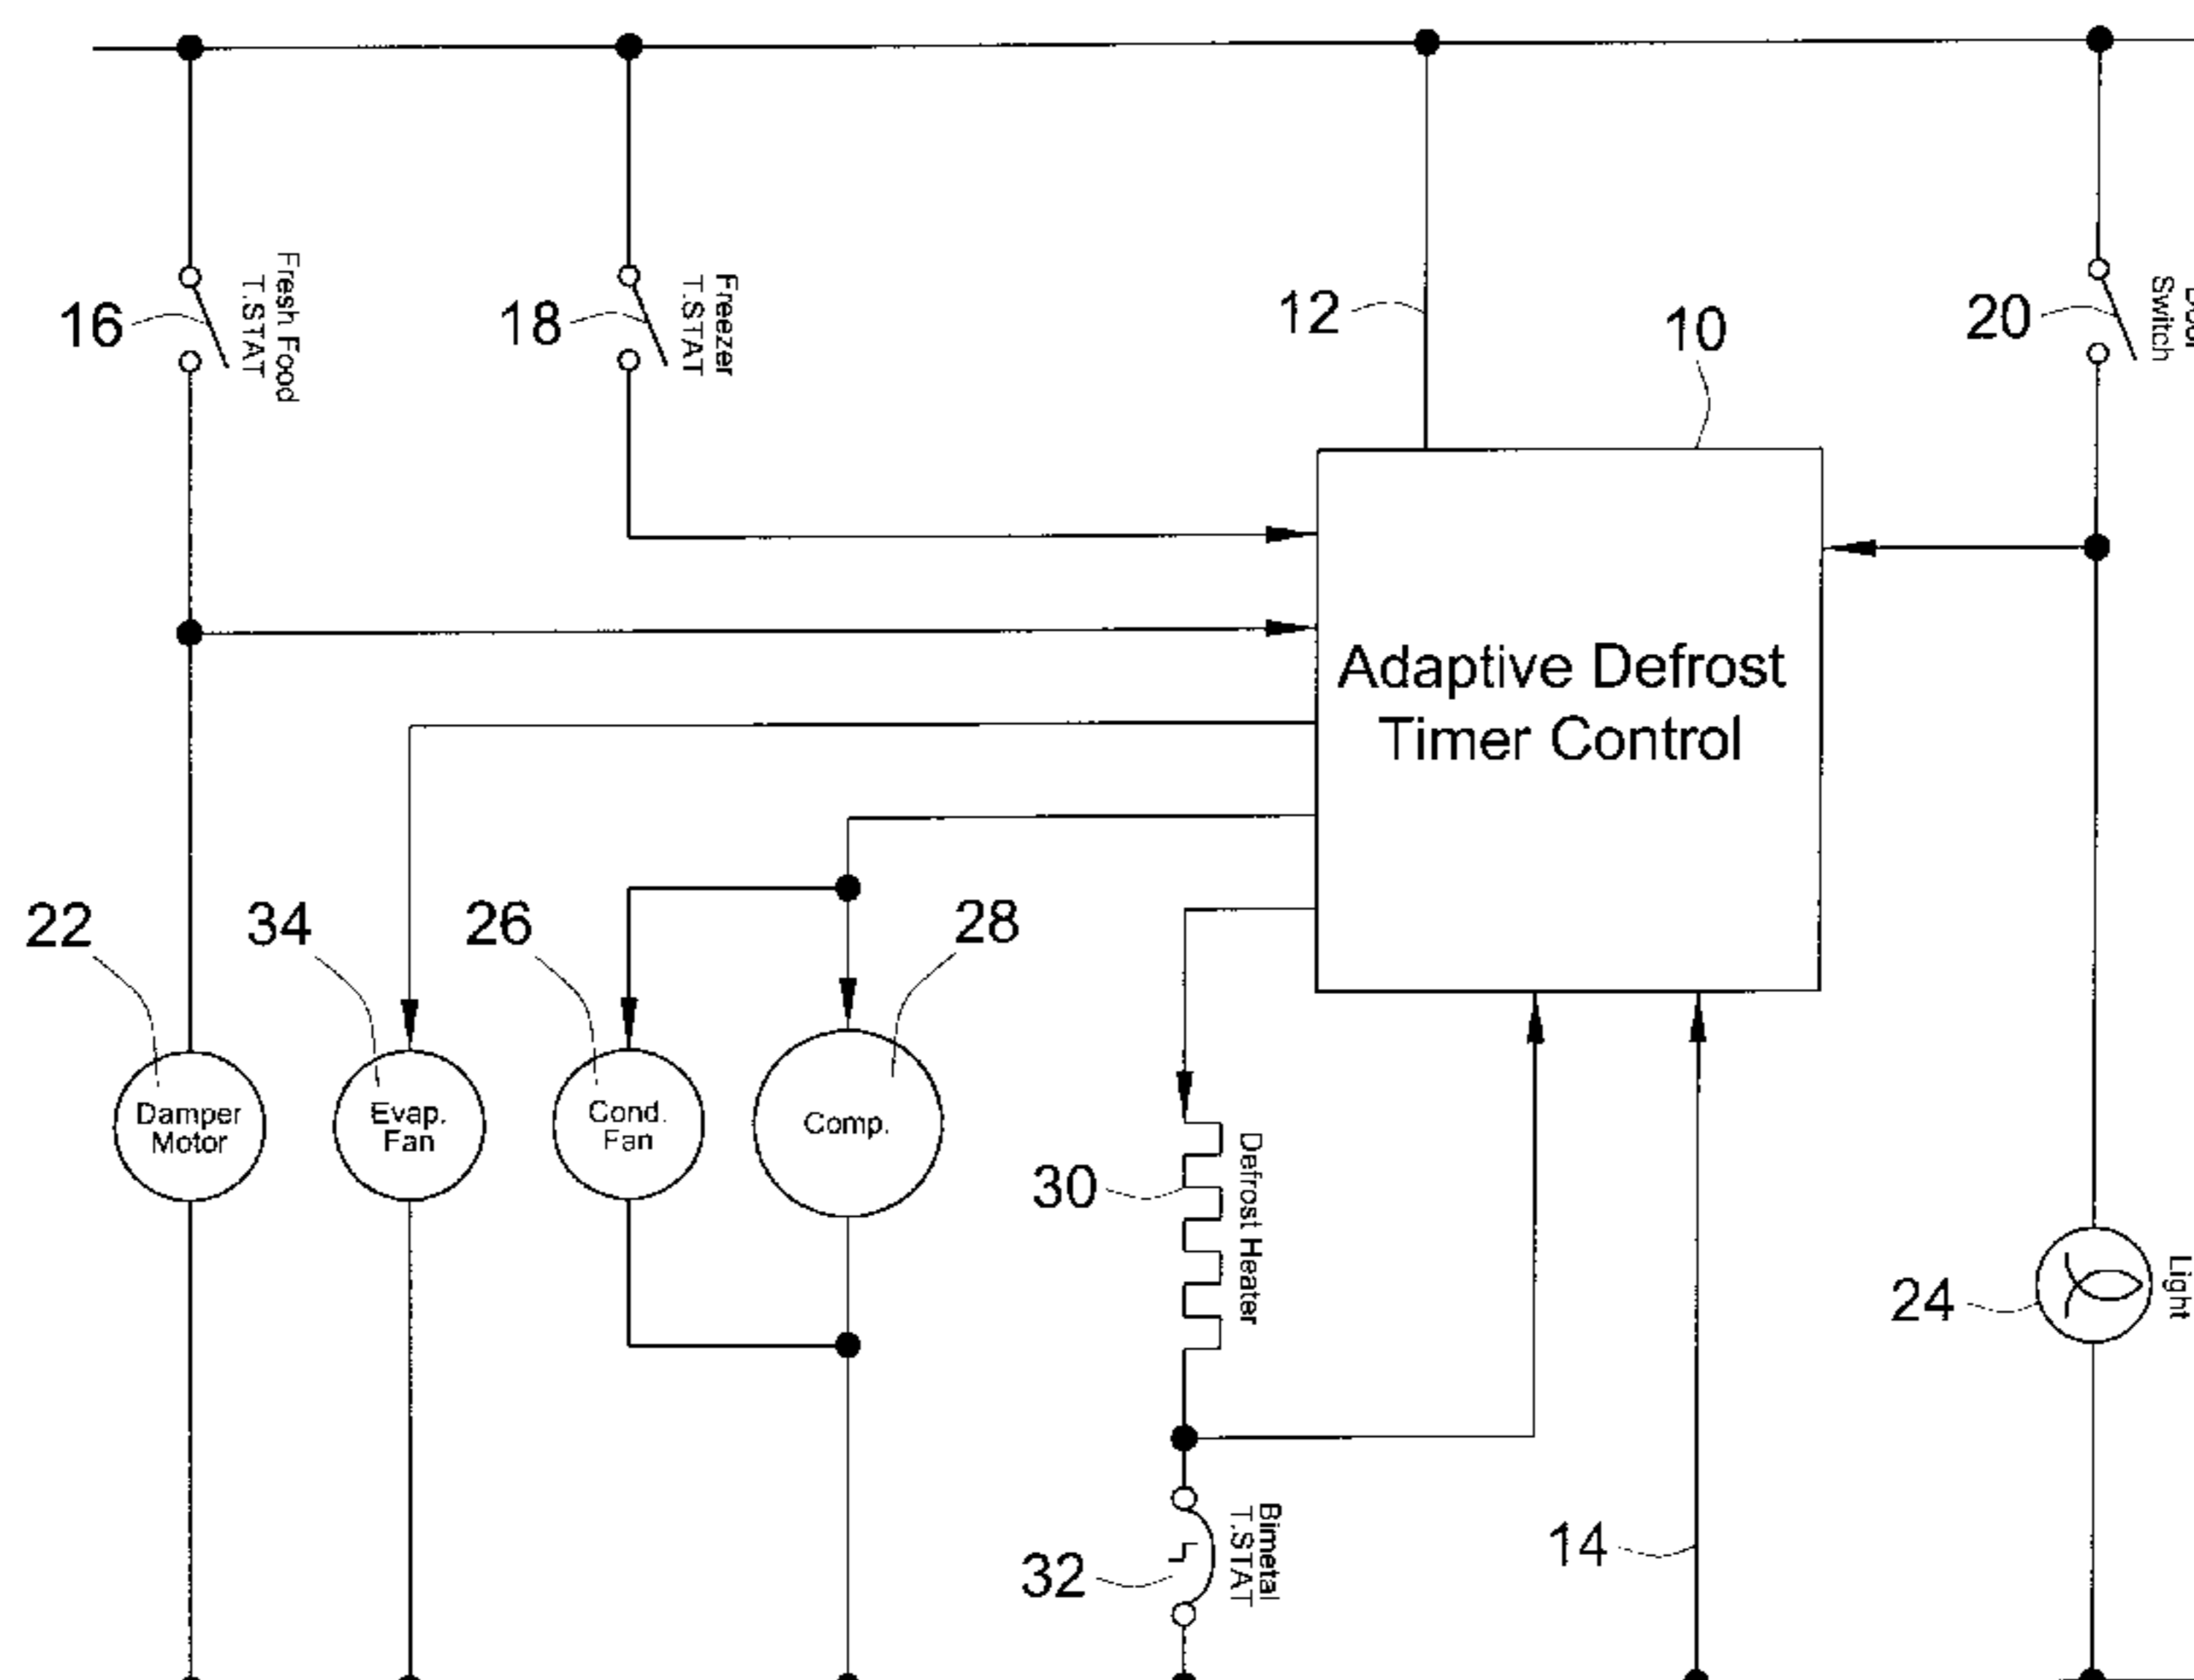 Fresh Food
T.STAT
16
Freezer
T.STAT
18
12
10
20
Switch
Adaptive Defrost
Timer Control
22
34
26
28
Damper
Motor
Evap.
Fan
Cond.
Fan
Comp.
30
Defrost Heater
24
Light
32
Bimetal
T.STAT
14